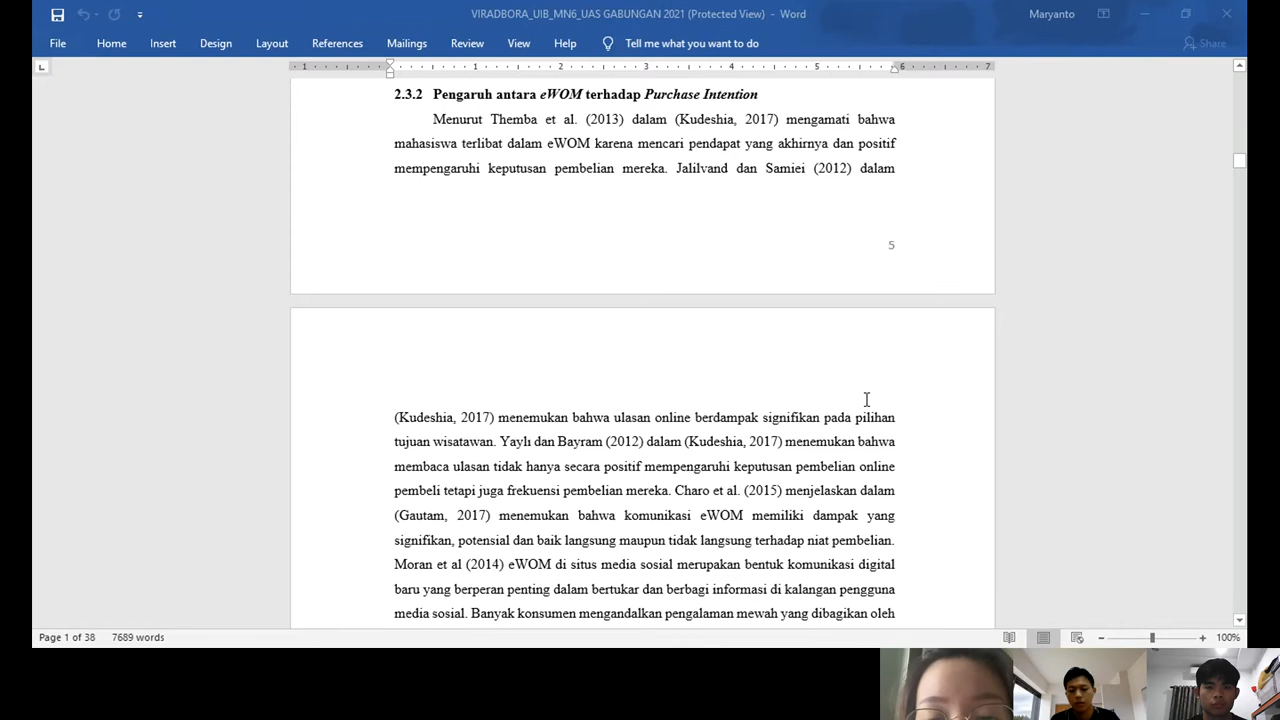 VIRADBORA_UIB_MN6_UAS GABUNGAN 2021 (Protected View) - Word
Maryanto
File
Home
Insert
Design
Layout
References
Mailings
Review
View
Help
Tell me what you want to do
Share
1 1 2 3 4 5 6 7
2.3.2 Pengaruh antara eWOM terhadap Purchase Intention
Menurut Themba et al. (2013) dalam (Kudeshia, 2017) mengamati bahwa
mahasiswa terlibat dalam eWOM karena mencari pendapat yang akhirnya dan positif
mempengaruhi keputusan pembelian mereka. Jalilvand dan Samiei (2012) dalam
5
(Kudeshia, 2017) menemukan bahwa ulasan online berdampak signifikan pada pilihan
tujuan wisatawan. Yaylı dan Bayram (2012) dalam (Kudeshia, 2017) menemukan bahwa
membaca ulasan tidak hanya secara positif mempengaruhi keputusan pembelian online
pembeli tetapi juga frekuensi pembelian mereka. Charo et al. (2015) menjelaskan dalam
(Gautam, 2017) menemukan bahwa komunikasi eWOM memiliki dampak yang
signifikan, potensial dan baik langsung maupun tidak langsung terhadap niat pembelian.
Moran et al (2014) eWOM di situs media sosial merupakan bentuk komunikasi digital
baru yang berperan penting dalam bertukar dan berbagi informasi di kalangan pengguna
media sosial. Banyak konsumen mengandalkan pengalaman mewah yang dibagikan oleh
Page 1 of 38
7689 words
100%